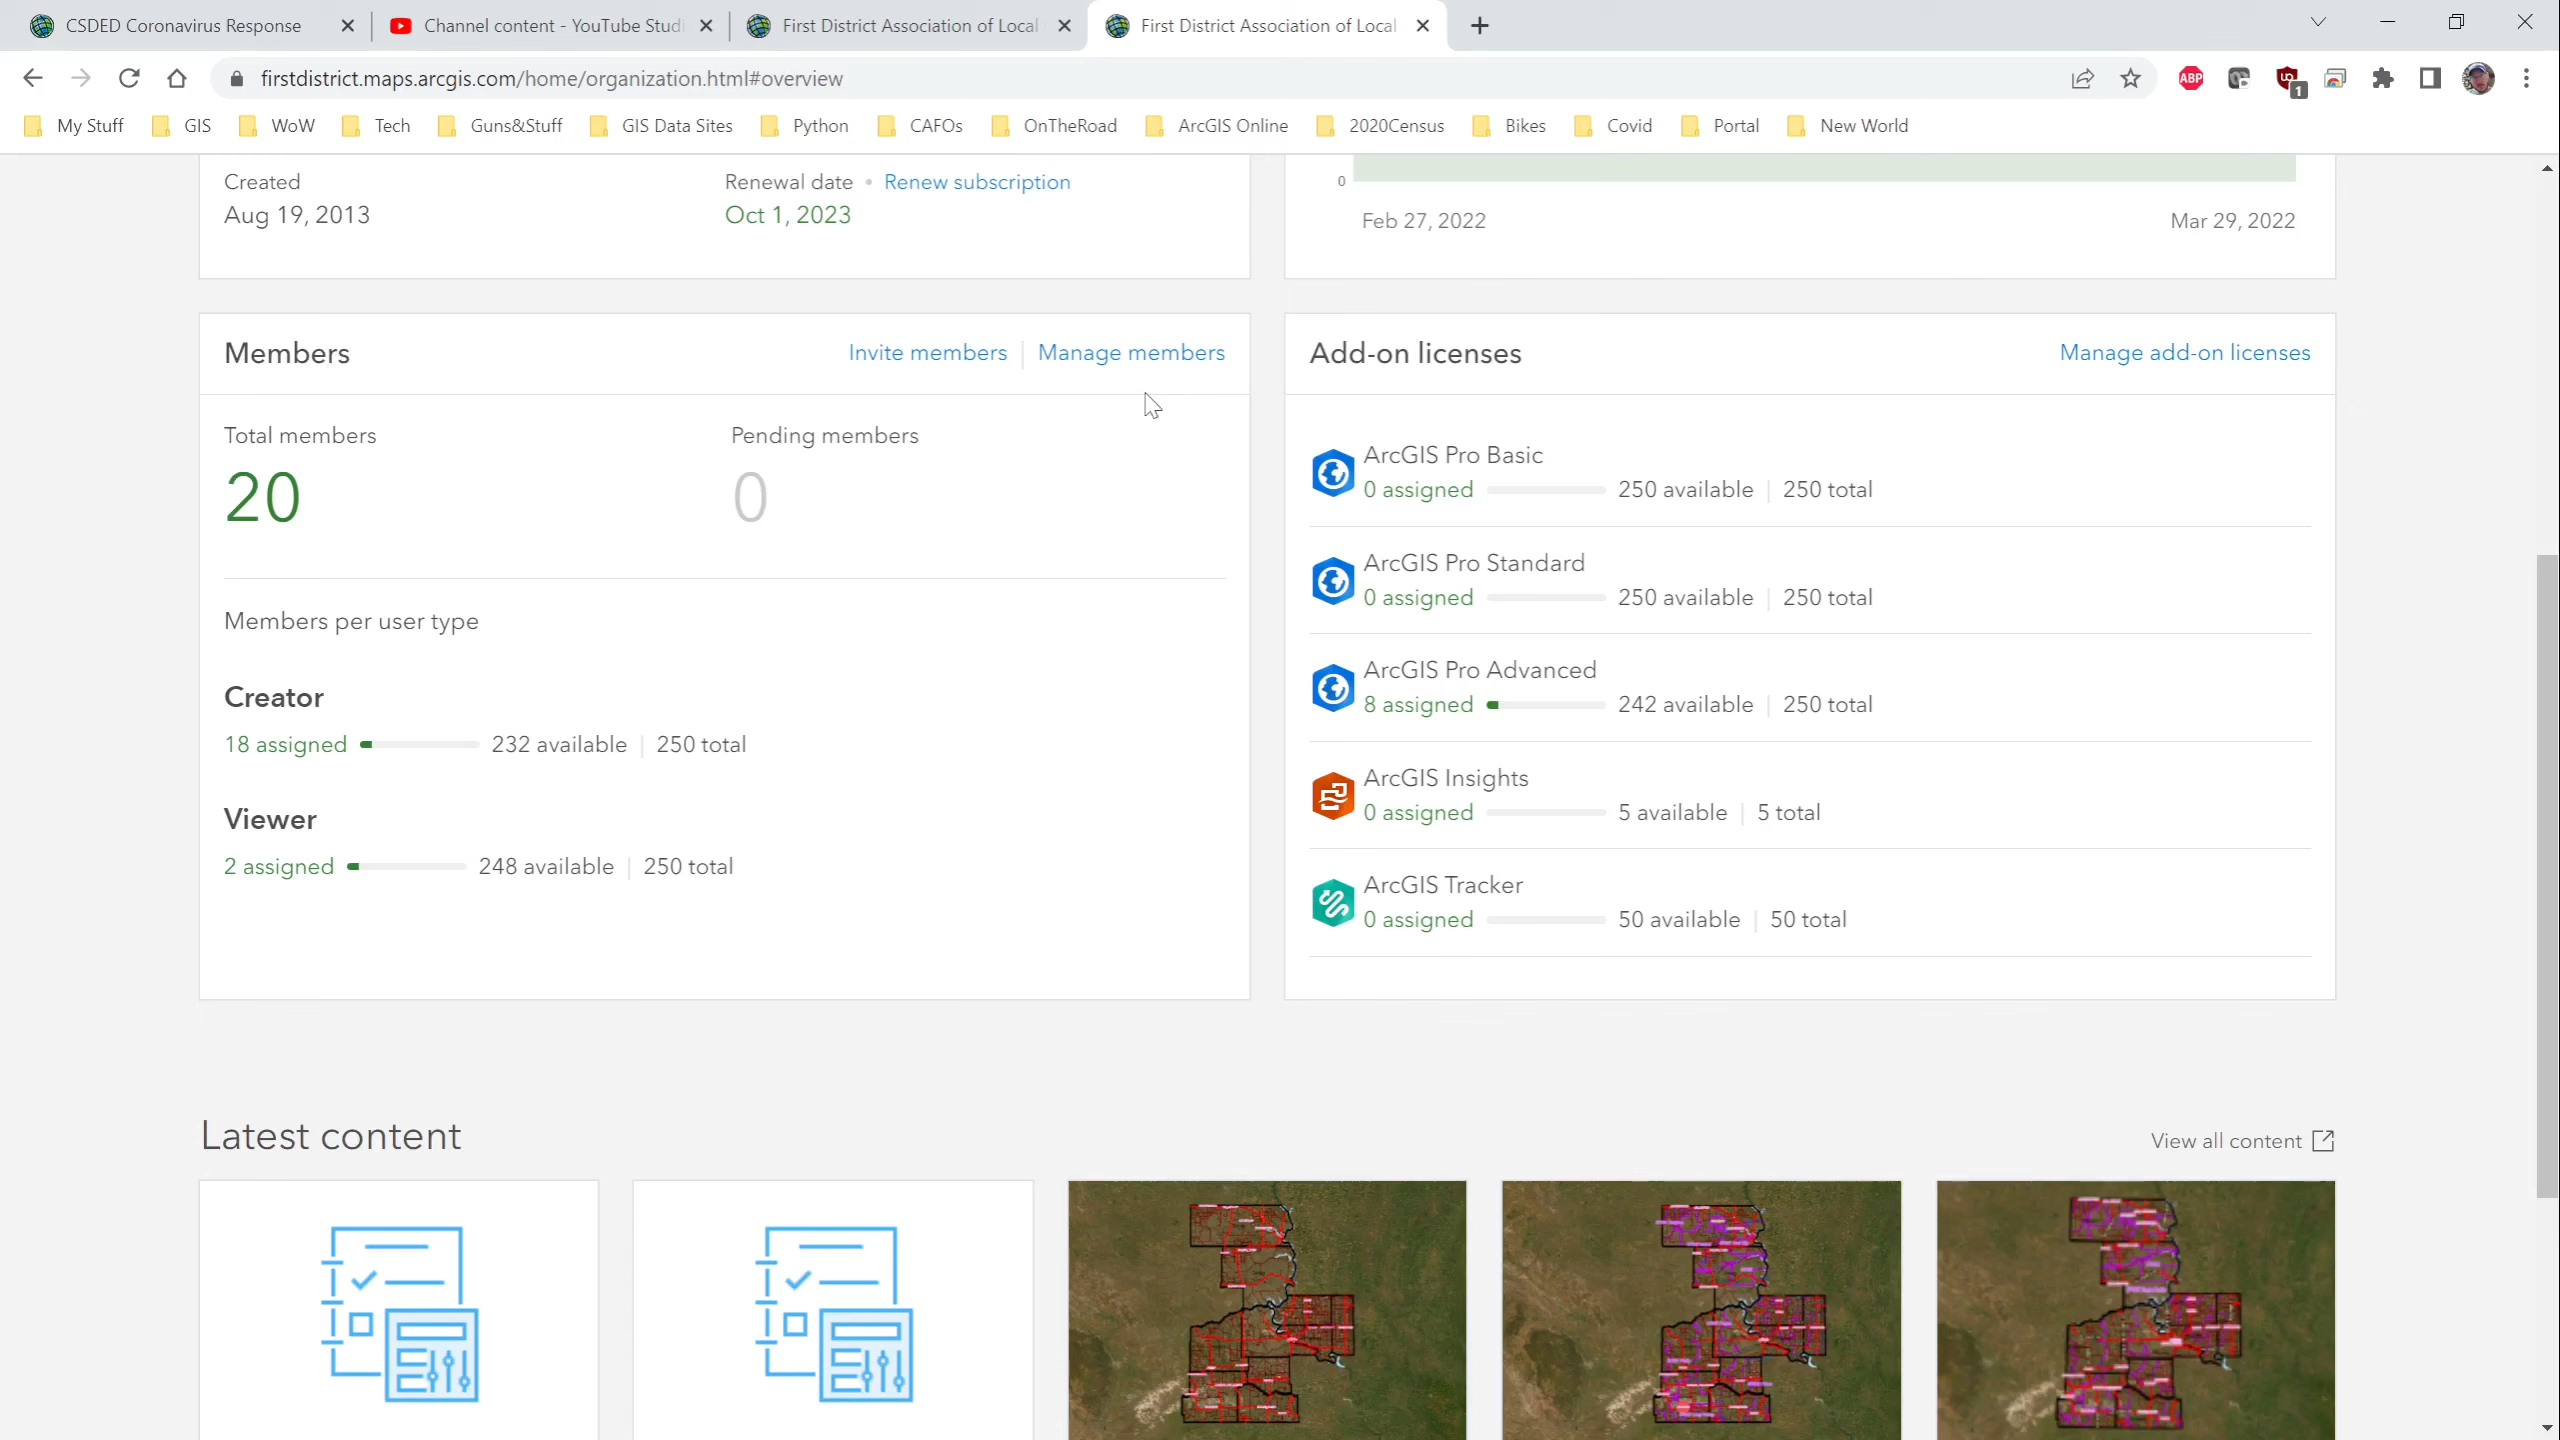 CSDED Coronavirus Response
Channel content - YouTube Studi
First District Association of Local
First District Association of Local
firstdistrict.maps.arcgis.com/home/organization.html#overview
ABP
1
My Stuff
GIS
WoW
Tech
Guns&Stuff
GIS Data Sites
Python
CAFOs
OnTheRoad
ArcGIS Online
2020Census
Bikes
Covid
Portal
New World
Created
Aug 19, 2013
Renewal date • Renew subscription
Oct 1, 2023
0
Feb 27, 2022
Mar 29, 2022
Members
Invite members | Manage members
Total members
20
Pending members
0
Members per user type
Creator
18 assigned 232 available | 250 total
Viewer
2 assigned 248 available | 250 total
Add-on licenses
Manage add-on licenses
ArcGIS Pro Basic
0 assigned 250 available | 250 total
ArcGIS Pro Standard
0 assigned 250 available | 250 total
ArcGIS Pro Advanced
8 assigned 242 available | 250 total
ArcGIS Insights
0 assigned 5 available | 5 total
ArcGIS Tracker
0 assigned 50 available | 50 total
Latest content
View all content